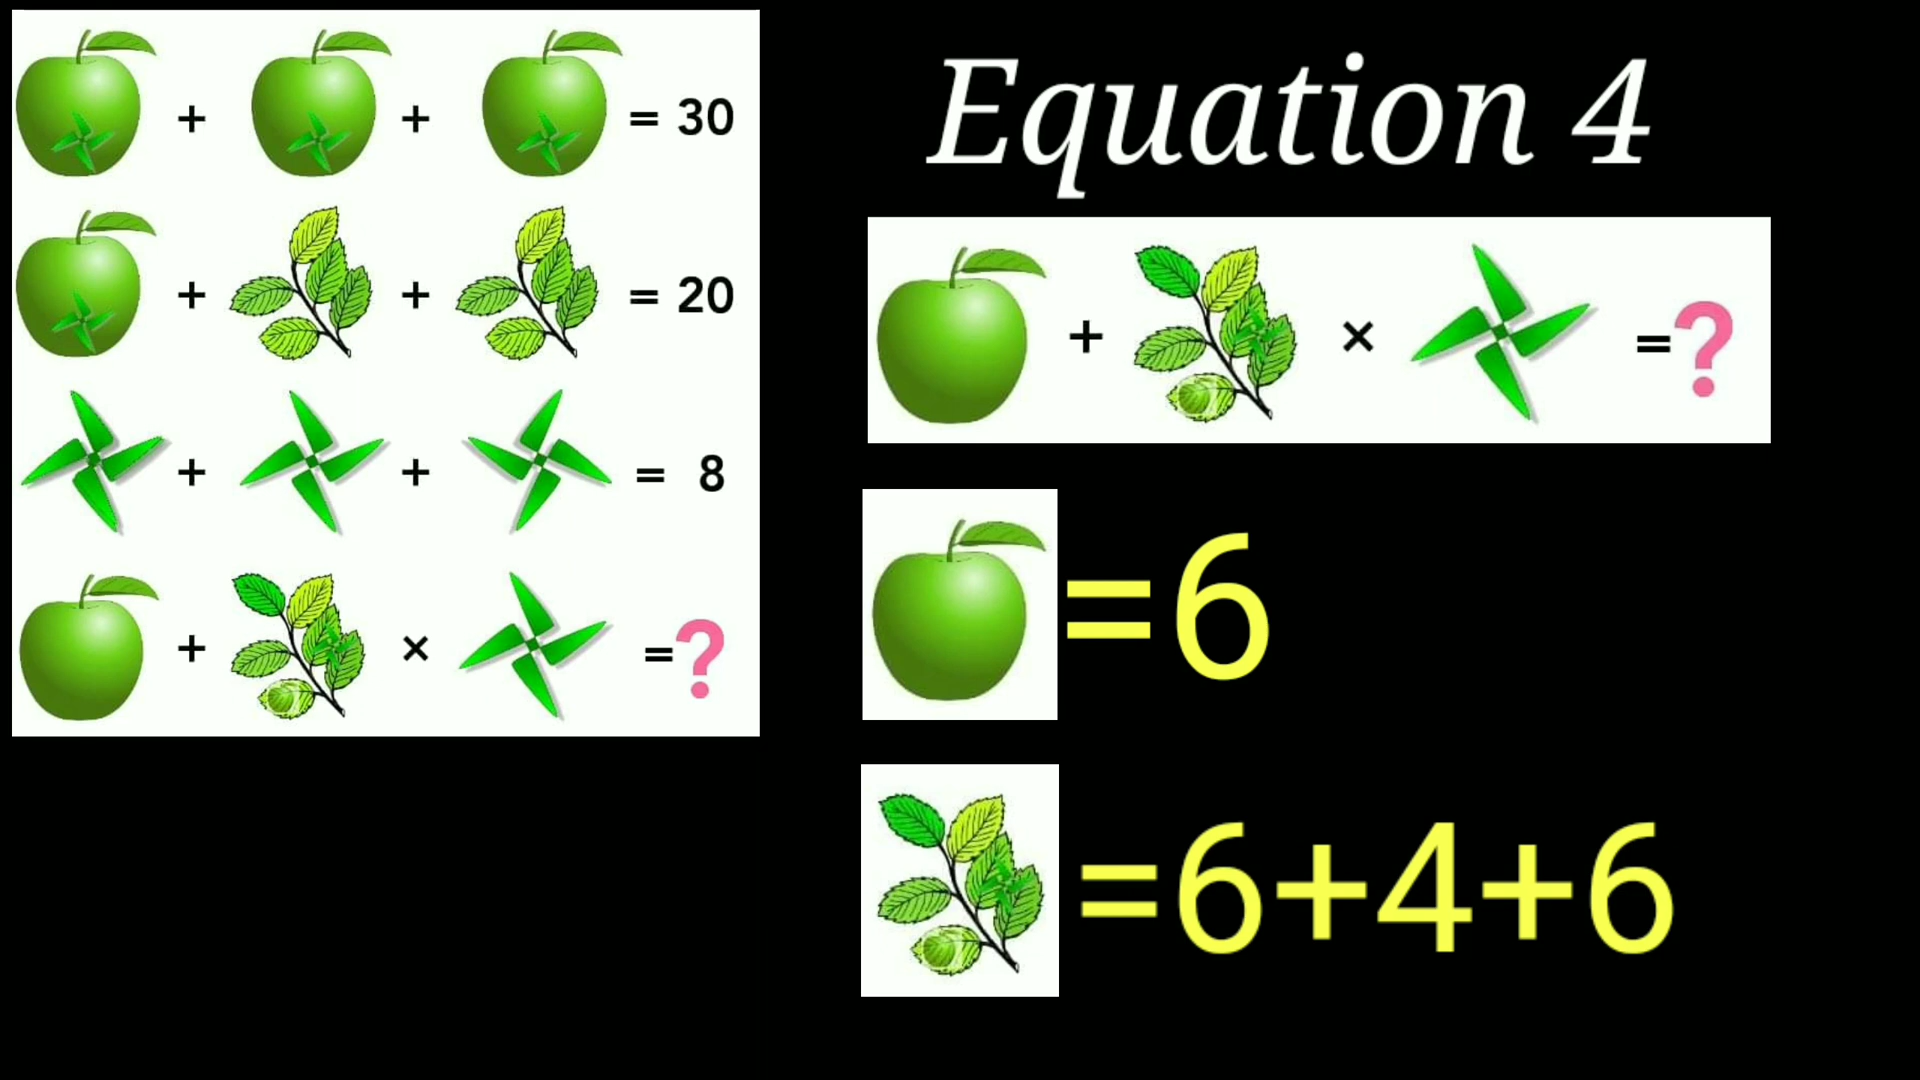 + + = 30
+ + = 20
+ + = 8
+ × =?
Equation 4
+ × =?
=6
=6+4+6